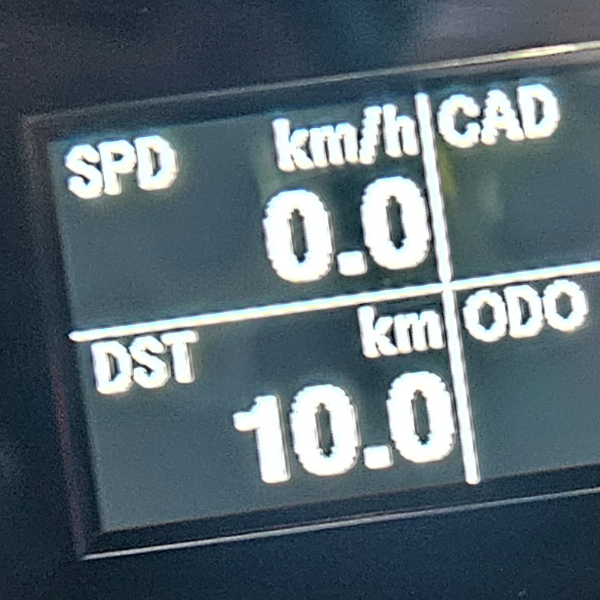 SPD km/h CAD
0.0
DST km ODO
10.0